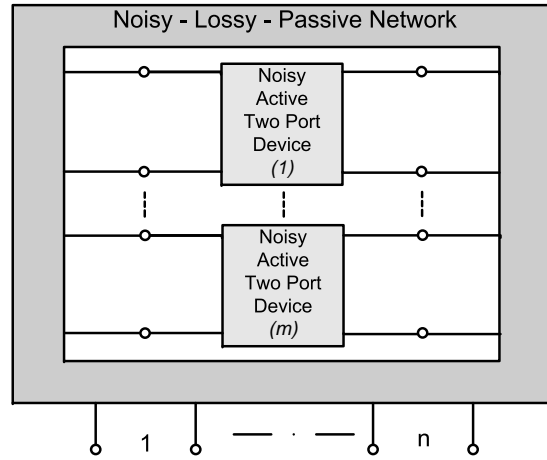 Noisy - Lossy - Passive Network
Noisy
Active
Two Port
Device
(1)
Noisy
Active
Two Port
Device
(m)
1
n